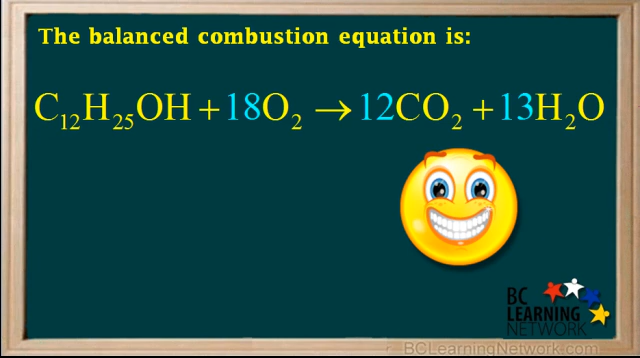 The balanced combustion equation is:
C₁₂H₂₅OH + 18O₂ → 12CO₂ + 13H₂O
BC
LEARNING
NETWORK
BCLearningNetwork.com